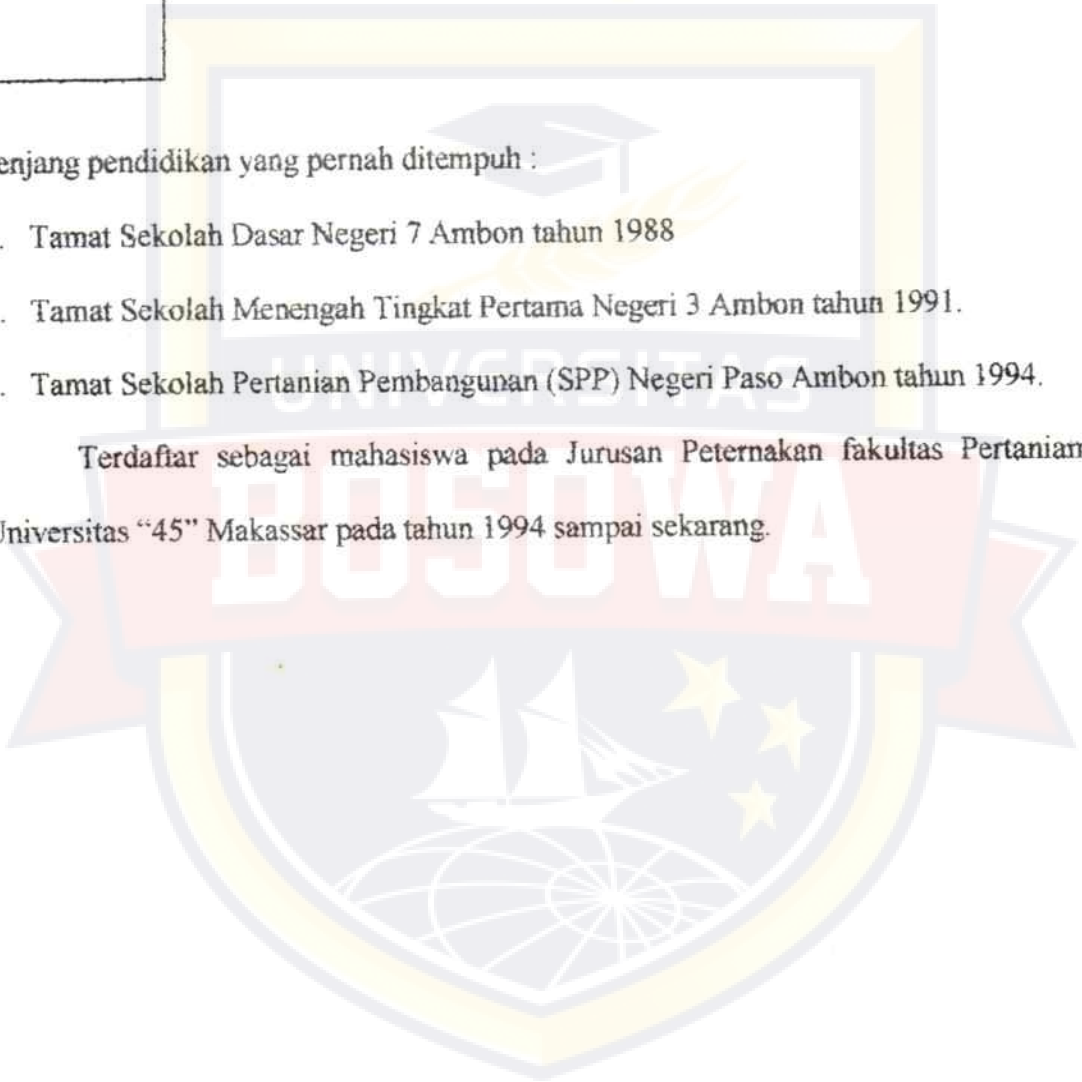 enjang pendidikan yang pernah ditempuh :
. Tamat Sekolah Dasar Negeri 7 Ambon tahun 1988
. Tamat Sekolah Menengah Tingkat Pertama Negeri 3 Ambon tahun 1991.
. Tamat Sekolah Pertanian Pembangunan (SPP) Negeri Paso Ambon tahun 1994.
UNIVERSITAS
Terdaftar sebagai mahasiswa pada Jurusan Peternakan fakultas Pertanian
Universitas “45” Makassar pada tahun 1994 sampai sekarang.
BOSOWA